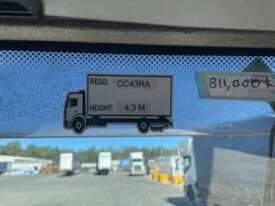 REGO: CC43RA
HEIGHT: 4.3 M
811,000 K